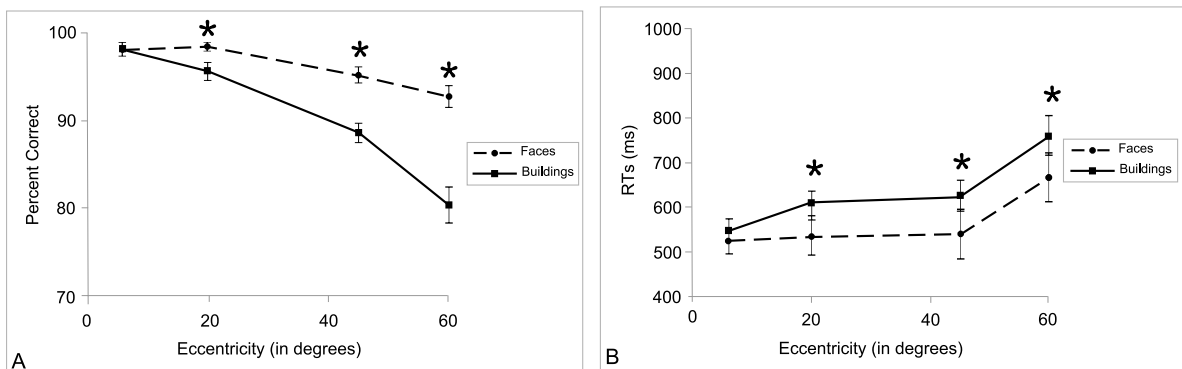 100
90
80
70
0
20
40
60
Percent Correct
Eccentricity (in degrees)
Faces
Buildings
A
1000
900
800
700
600
500
400
0
20
40
60
RTs (ms)
Eccentricity (in degrees)
Faces
Buildings
B